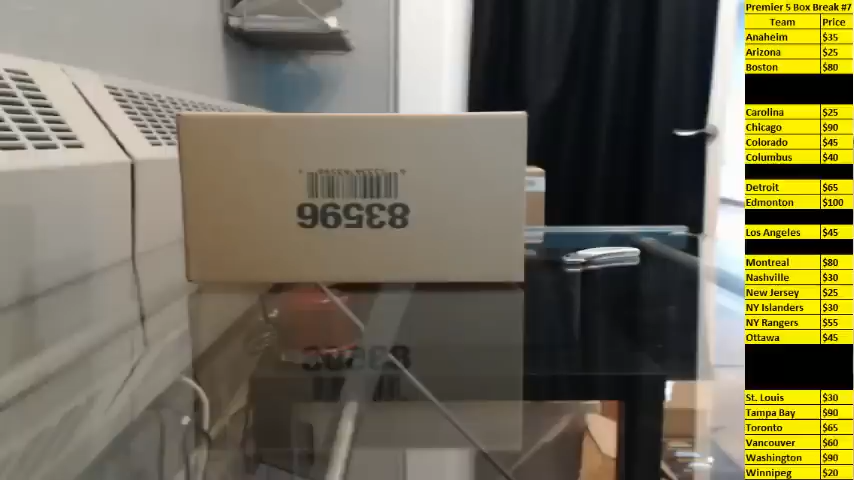 Premier 5 Box Break #7
Team Price
Anaheim $35
Arizona $25
Boston $80
Carolina $25
Chicago $90
Colorado $45
Columbus $40
Detroit $65
Edmonton $100
Los Angeles $45
Montreal $80
Nashville $30
New Jersey $25
NY Islanders $30
NY Rangers $55
Ottawa $45
St. Louis $30
Tampa Bay $90
Toronto $65
Vancouver $60
Washington $90
Winnipeg $20
83596